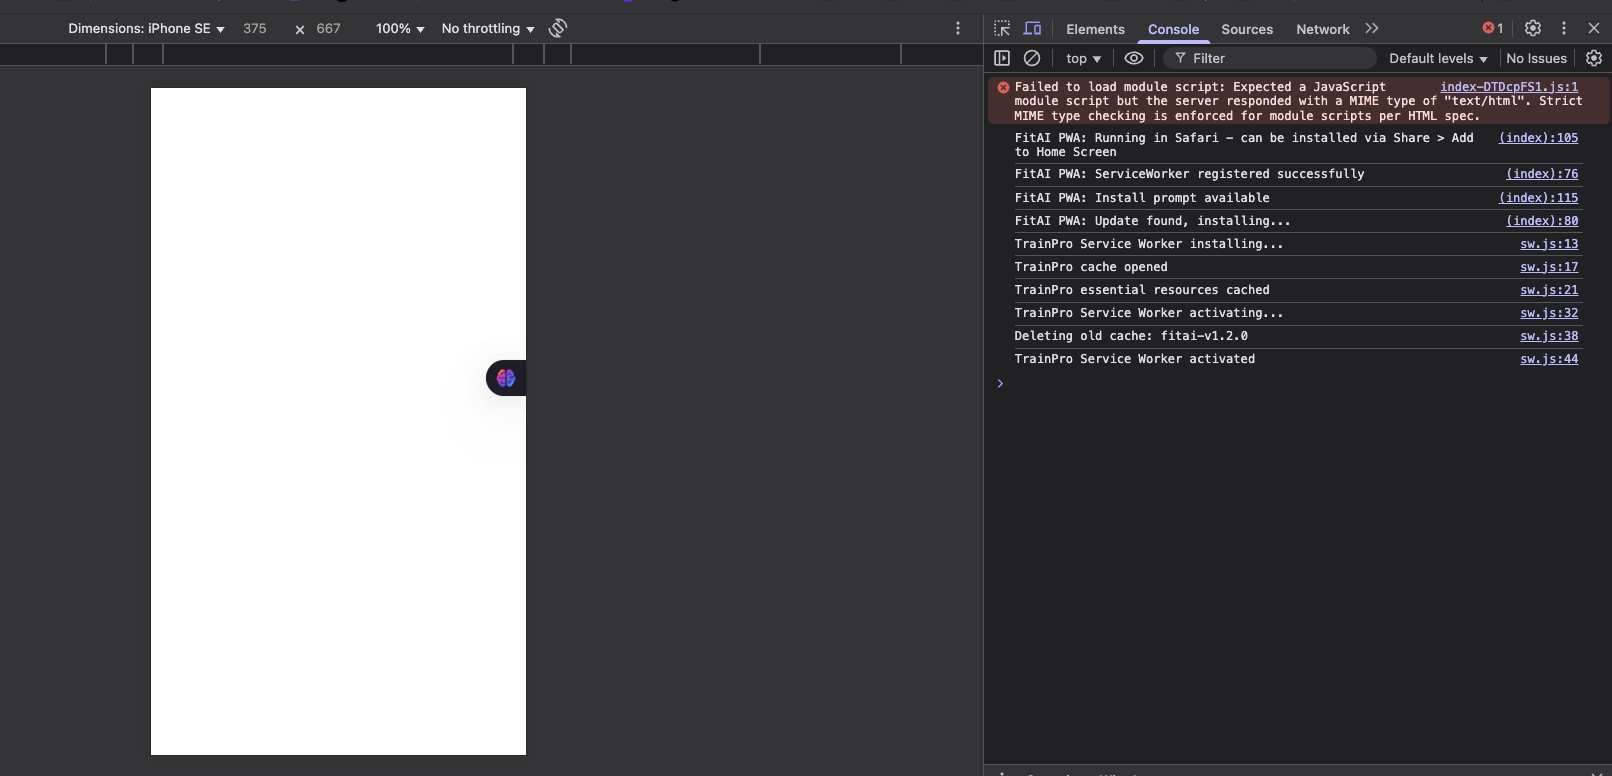 Dimensions: iPhone SE 375 × 667 100% No throttling
Elements Console Sources Network 1
top Filter Default levels No Issues
Failed to load module script: Expected a JavaScript index-DTDcpFS1.js:1
module script but the server responded with a MIME type of "text/html". Strict
MIME type checking is enforced for module scripts per HTML spec.
FitAI PWA: Running in Safari - can be installed via Share > Add (index):105
to Home Screen
FitAI PWA: ServiceWorker registered successfully (index):76
FitAI PWA: Install prompt available (index):115
FitAI PWA: Update found, installing... (index):80
TrainPro Service Worker installing... sw.js:13
TrainPro cache opened sw.js:17
TrainPro essential resources cached sw.js:21
TrainPro Service Worker activating... sw.js:32
Deleting old cache: fitai-v1.2.0 sw.js:38
TrainPro Service Worker activated sw.js:44